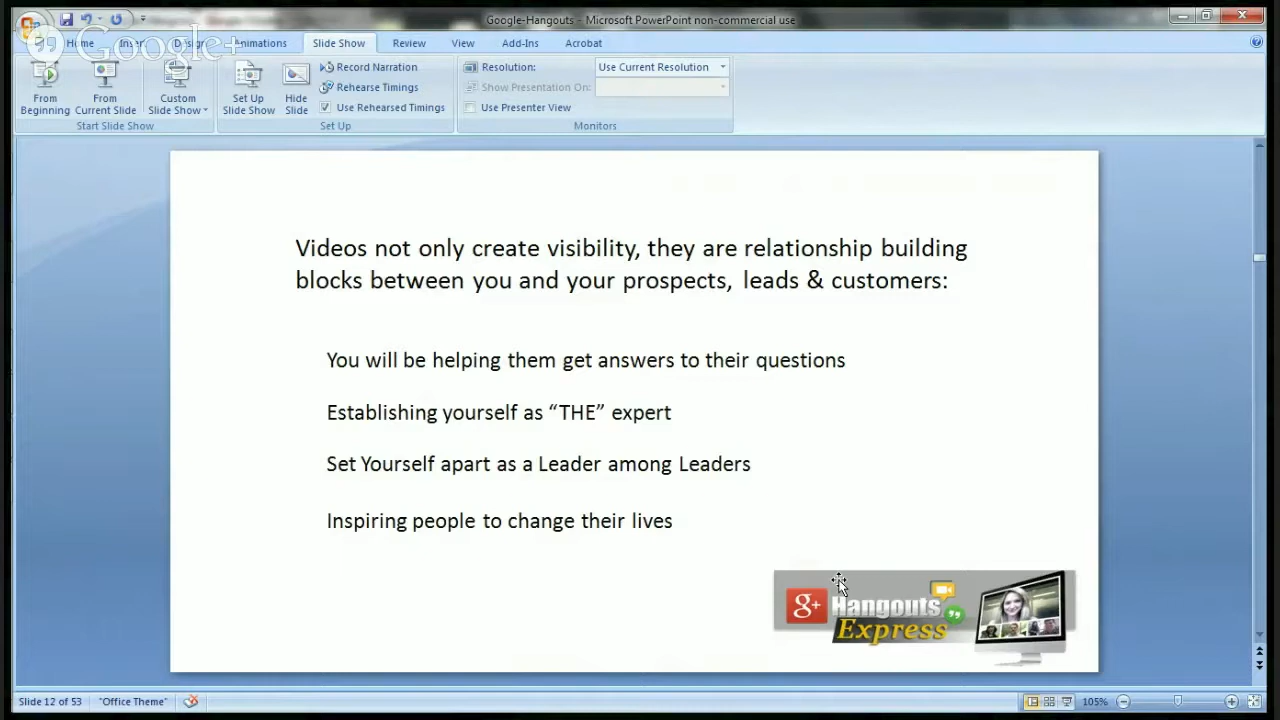 Google-Hangouts - Microsoft PowerPoint non-commercial use
Google+
Home Insert Design Animations Slide Show Review View Add-Ins Acrobat
From Beginning
From Current Slide
Custom Slide Show
Start Slide Show
Set Up Slide Show
Hide Slide
Record Narration
Rehearse Timings
Use Rehearsed Timings
Set Up
Resolution: Use Current Resolution
Show Presentation On:
Use Presenter View
Monitors
Videos not only create visibility, they are relationship building
blocks between you and your prospects, leads & customers:
You will be helping them get answers to their questions
Establishing yourself as “THE” expert
Set Yourself apart as a Leader among Leaders
Inspiring people to change their lives
g+ Hangouts
Express
Slide 12 of 53 "Office Theme" 105%